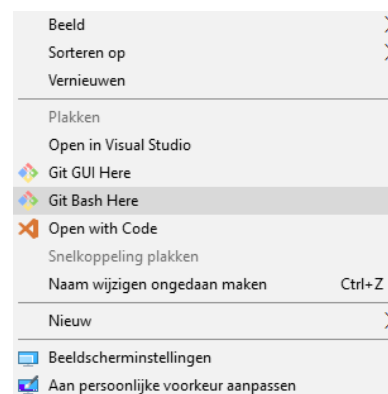 Beeld
Sorteren op
Vernieuwen
Plakken
Open in Visual Studio
Git GUI Here
Git Bash Here
Open with Code
Snelkoppeling plakken
Naam wijzigen ongedaan maken Ctrl+Z
Nieuw
Beeldscherminstellingen
Aan persoonlijke voorkeur aanpassen